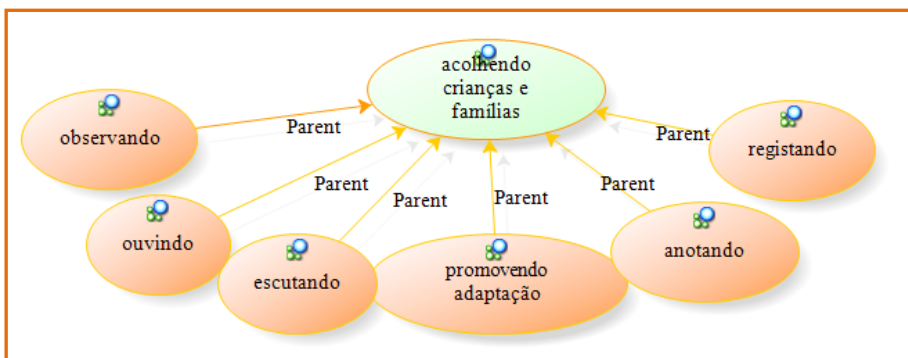 acolhendo
crianças e
famílias
observando
Parent
Parent
registando
Parent
Parent
Parent
Parent
ouvindo
escutando
promovendo
adaptação
anotando